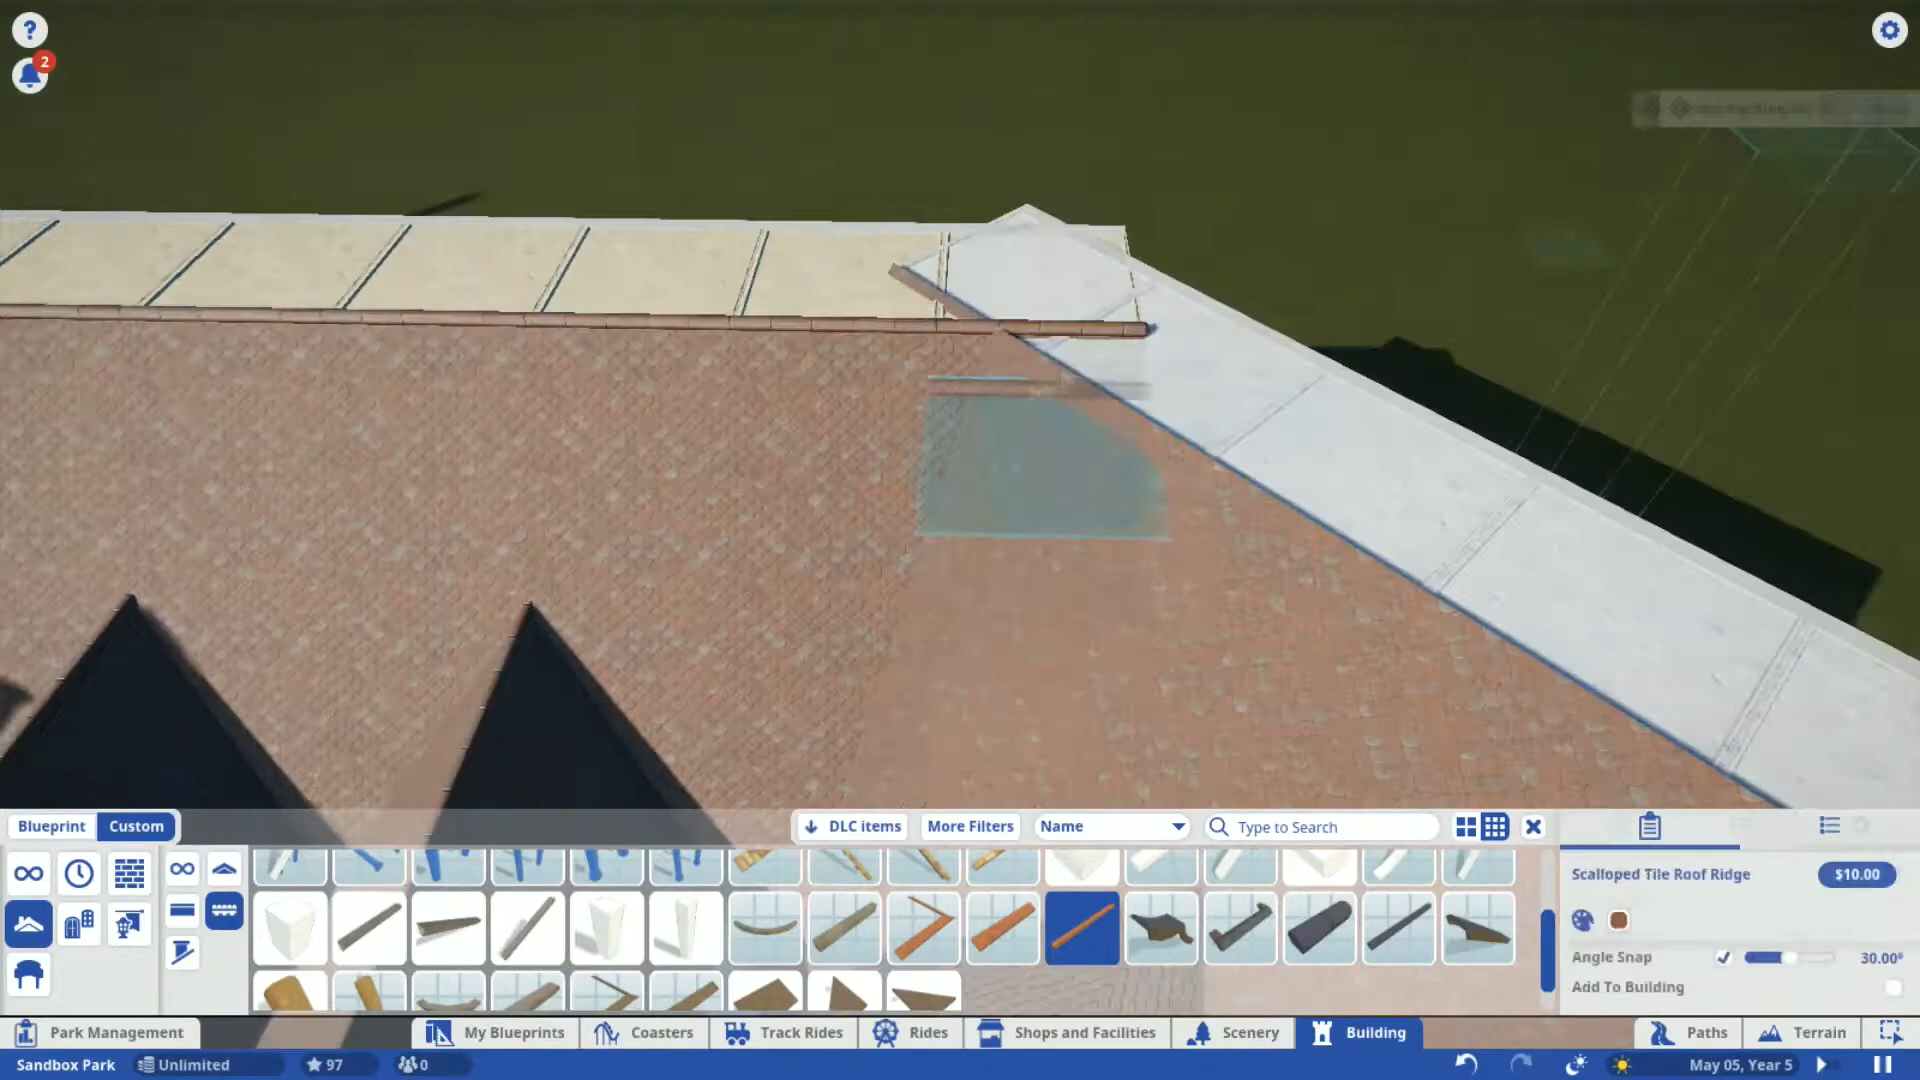 ?
2
Blueprint Custom
DLC items More Filters Name Type to Search
Scalloped Tile Roof Ridge $10.00
Angle Snap 30.00°
Add To Building
Park Management My Blueprints Coasters Track Rides Rides Shops and Facilities Scenery Building Paths Terrain
Sandbox Park Unlimited 97 0 May 05, Year 5